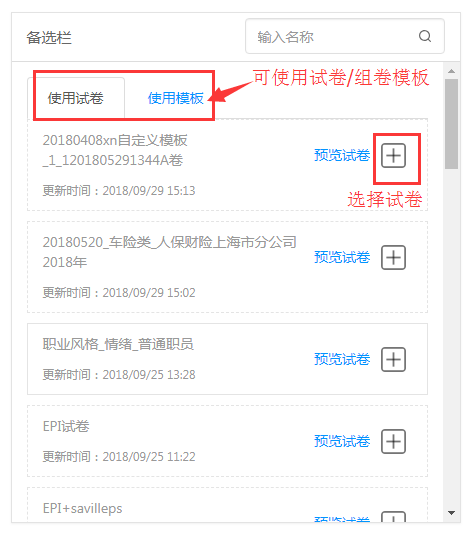 备选栏
输入名称
可使用试卷/组卷模板
使用试卷
使用模板
20180408xn自定义模板
_1_1201805291344A卷
预览试卷
更新时间：2018/09/29 15:13
选择试卷
20180520_车险类_人保财险上海市分公司
2018年
预览试卷
更新时间：2018/09/29 15:02
职业风格_情绪_普通职员
预览试卷
更新时间：2018/09/25 13:28
EPI试卷
预览试卷
更新时间：2018/09/25 11:22
EPI+savilleps
预览试卷